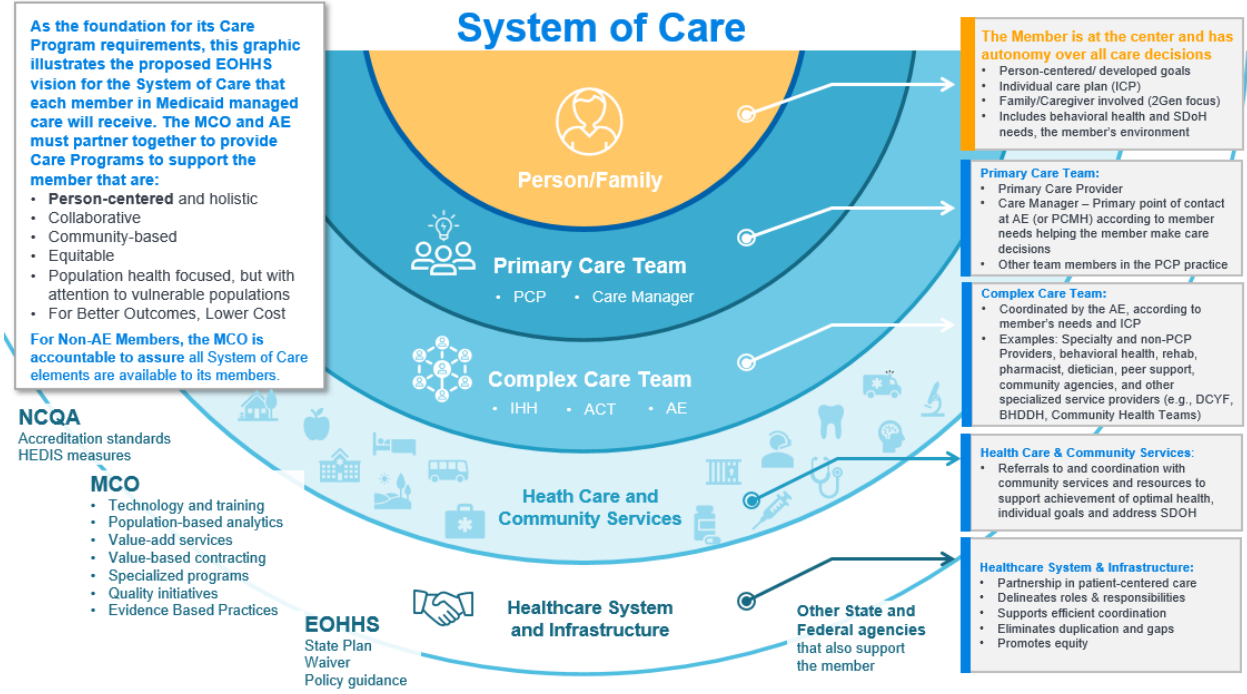 System of Care
As the foundation for its Care
Program requirements, this graphic
illustrates the proposed EOHHS
vision for the System of Care that
each member in Medicaid managed
care will receive. The MCO and AE
must partner together to provide
Care Programs to support the
member that are:
• Person-centered and holistic
• Collaborative
• Community-based
• Equitable
• Population health focused, but with
attention to vulnerable populations
• For Better Outcomes, Lower Cost
For Non-AE Members, the MCO is
accountable to assure all System of Care
elements are available to its members.
Person/Family
Primary Care Team
• PCP • Care Manager
Complex Care Team
• IHH • ACT • AE
Heath Care and
Community Services
Healthcare System
and Infrastructure
NCQA
Accreditation standards
HEDIS measures
MCO
• Technology and training
• Population-based analytics
• Value-add services
• Value-based contracting
• Specialized programs
• Quality initiatives
• Evidence Based Practices
EOHHS
State Plan
Waiver
Policy guidance
Other State and
Federal agencies
that also support
the member
The Member is at the center and has
autonomy over all care decisions
• Person-centered/ developed goals
• Individual care plan (ICP)
• Family/Caregiver involved (2Gen focus)
• Includes behavioral health and SDoH
needs, the member's environment
Primary Care Team:
• Primary Care Provider
• Care Manager – Primary point of contact
at AE (or PCMH) according to member
needs helping the member make care
decisions
• Other team members in the PCP practice
Complex Care Team:
• Coordinated by the AE, according to
member's needs and ICP
• Examples: Specialty and non-PCP
Providers, behavioral health, rehab,
pharmacist, dietician, peer support,
community agencies, and other
specialized service providers (e.g., DCYF,
BHDDH, Community Health Teams)
Health Care & Community Services:
• Referrals to and coordination with
community services and resources to
support achievement of optimal health,
individual goals and address SDOH
Healthcare System & Infrastructure:
• Partnership in patient-centered care
• Delineates roles & responsibilities
• Supports efficient coordination
• Eliminates duplication and gaps
• Promotes equity